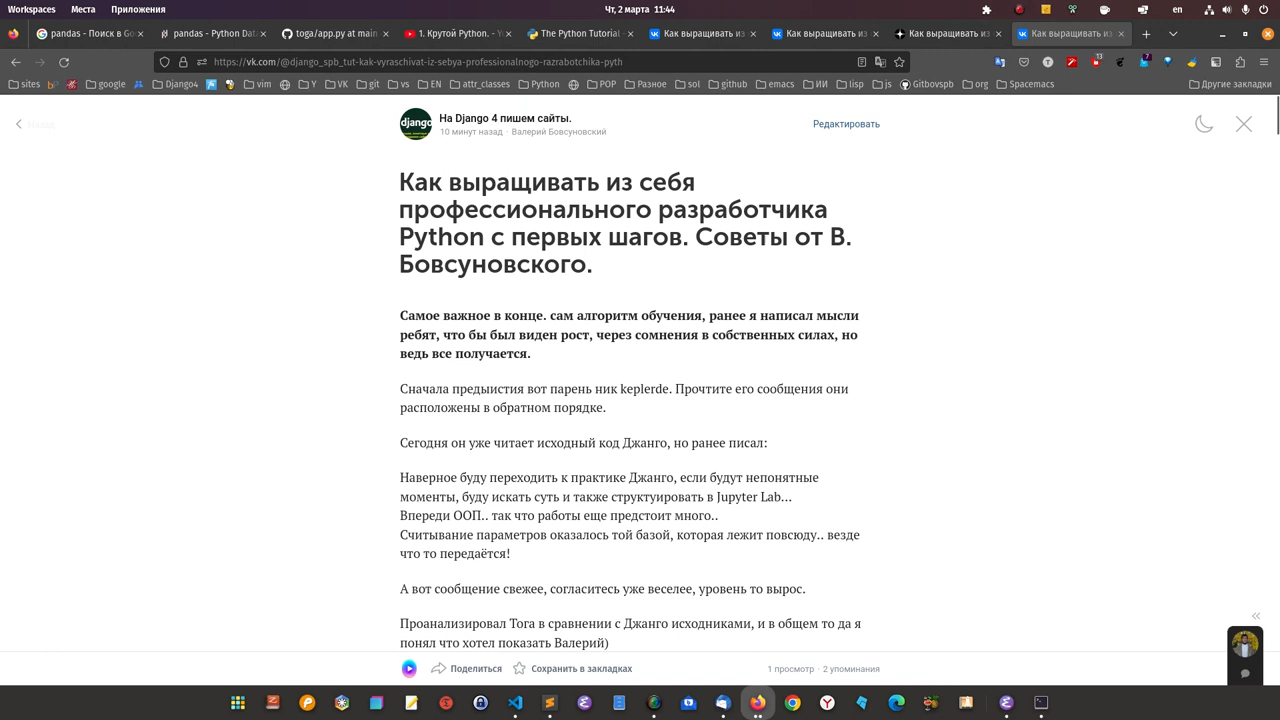 Workspaces Места Приложения Чт, 2 марта 11:44 en
pandas - Поиск в Go
pandas - Python Dat
toga/app.py at main
1. Крутой Python. - Yo
The Python Tutorial
Как выращивать из
Как выращивать из
Как выращивать из
Как выращивать из
https://vk.com/@django_spb_tut-kak-vyraschivat-iz-sebya-professionalnogo-razrabotchika-pyth
sites bj google Django4 vim Y VK git vs EN attr_classes Python POP Разное sol github emacs ИИ lisp js Gitbovspb org Spacemacs Другие закладки
Назад
django
На Django 4 пишем сайты.
10 минут назад · Валерий Бовсуновский
Редактировать
Как выращивать из себя
профессионального разработчика
Python с первых шагов. Советы от В.
Бовсуновского.
Самое важное в конце. сам алгоритм обучения, ранее я написал мысли
ребят, что бы был виден рост, через сомнения в собственных силах, но
ведь все получается.
Сначала предыистия вот парень ник keplerde. Прочтите его сообщения они
расположены в обратном порядке.
Сегодня он уже читает исходный код Джанго, но ранее писал:
Наверное буду переходить к практике Джанго, если будут непонятные
моменты, буду искать суть и также структуировать в Jupyter Lab...
Впереди ООП.. так что работы еще предстоит много..
Считывание параметров оказалось той базой, которая лежит повсюду.. везде
что то передаётся!
А вот сообщение свежее, согласитесь уже веселее, уровень то вырос.
Проанализировал Тога в сравнении с Джанго исходниками, и в общем то да я
понял что хотел показать Валерий)
Поделиться Сохранить в закладках 1 просмотр · 2 упоминания